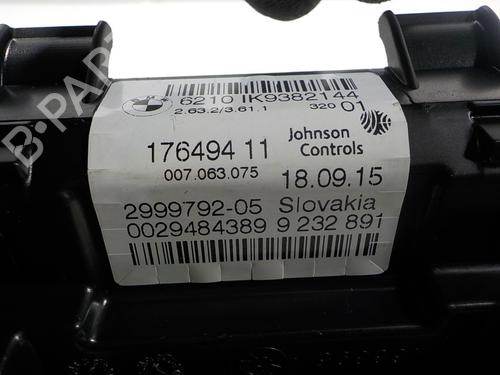 6210 IK9382144
2.63.2/3.61.1 320 01
Johnson
Controls
176494 11
007.063.075
18.09.15
2999792-05 Slovakia
0029484389 9 232 891
B-PARTS